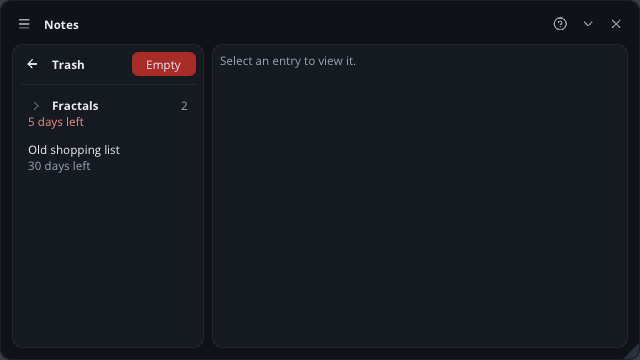 Notes
Trash
Empty
Fractals 2
5 days left
Old shopping list
30 days left
Select an entry to view it.